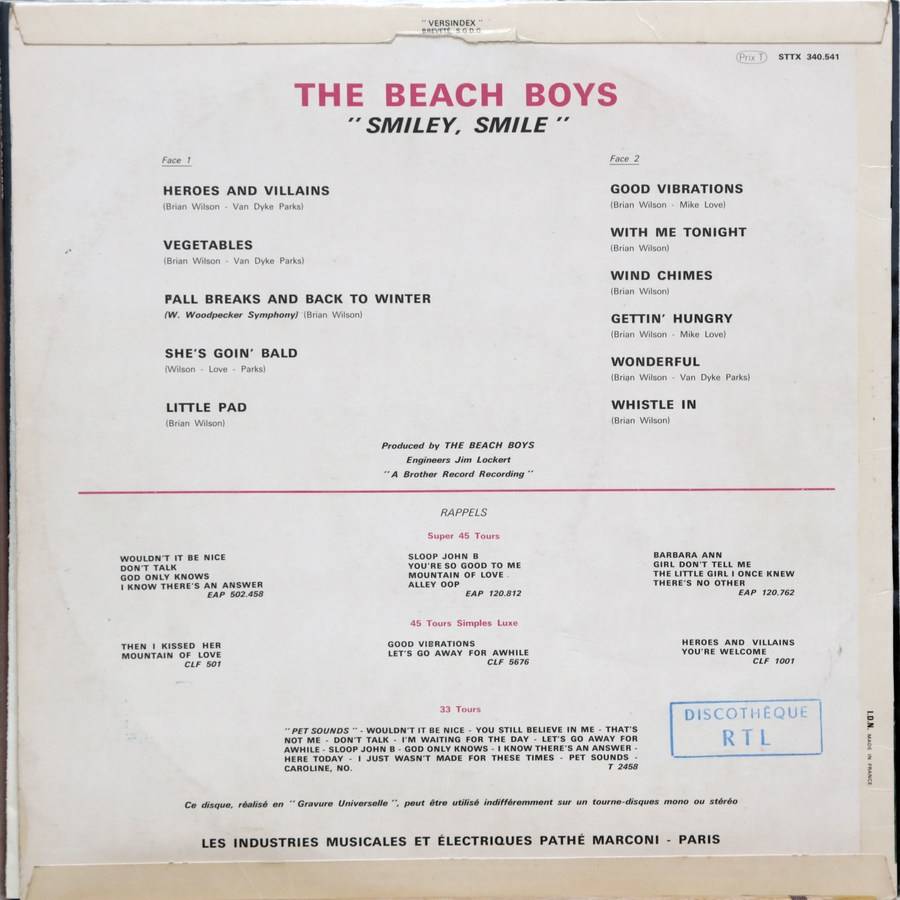 " VERSINDEX "
BREVETÉ S.G.D.G.
Prix T STTX 340.541
THE BEACH BOYS
" SMILEY, SMILE "
Face 1
HEROES AND VILLAINS
(Brian Wilson - Van Dyke Parks)
VEGETABLES
(Brian Wilson - Van Dyke Parks)
FALL BREAKS AND BACK TO WINTER
(W. Woodpecker Symphony) (Brian Wilson)
SHE'S GOIN' BALD
(Wilson - Love - Parks)
LITTLE PAD
(Brian Wilson)
Face 2
GOOD VIBRATIONS
(Brian Wilson - Mike Love)
WITH ME TONIGHT
(Brian Wilson)
WIND CHIMES
(Brian Wilson)
GETTIN' HUNGRY
(Brian Wilson - Mike Love)
WONDERFUL
(Brian Wilson - Van Dyke Parks)
WHISTLE IN
(Brian Wilson)
Produced by THE BEACH BOYS
Engineers Jim Lockert
" A Brother Record Recording "
RAPPELS
Super 45 Tours
WOULDN'T IT BE NICE
DON'T TALK
GOD ONLY KNOWS
I KNOW THERE'S AN ANSWER
EAP 502.458
SLOOP JOHN B
YOU'RE SO GOOD TO ME
MOUNTAIN OF LOVE
ALLEY OOP
EAP 120.812
BARBARA ANN
GIRL DON'T TELL ME
THE LITTLE GIRL I ONCE KNEW
THERE'S NO OTHER
EAP 120.762
45 Tours Simples Luxe
THEN I KISSED HER
MOUNTAIN OF LOVE
CLF 501
GOOD VIBRATIONS
LET'S GO AWAY FOR AWHILE
CLF 5676
HEROES AND VILLAINS
YOU'RE WELCOME
CLF 1001
33 Tours
" PET SOUNDS " - WOULDN'T IT BE NICE - YOU STILL BELIEVE IN ME - THAT'S
NOT ME - DON'T TALK - I'M WAITING FOR THE DAY - LET'S GO AWAY FOR
AWHILE - SLOOP JOHN B - GOD ONLY KNOWS - I KNOW THERE'S AN ANSWER -
HERE TODAY - I JUST WASN'T MADE FOR THESE TIMES - PET SOUNDS -
CAROLINE, NO. T 2458
DISCOTHÈQUE
RTL
I.D.N. MADE IN FRANCE
Ce disque, réalisé en " Gravure Universelle ", peut être utilisé indifféremment sur un tourne-disques mono ou stéréo
LES INDUSTRIES MUSICALES ET ÉLECTRIQUES PATHÉ MARCONI - PARIS